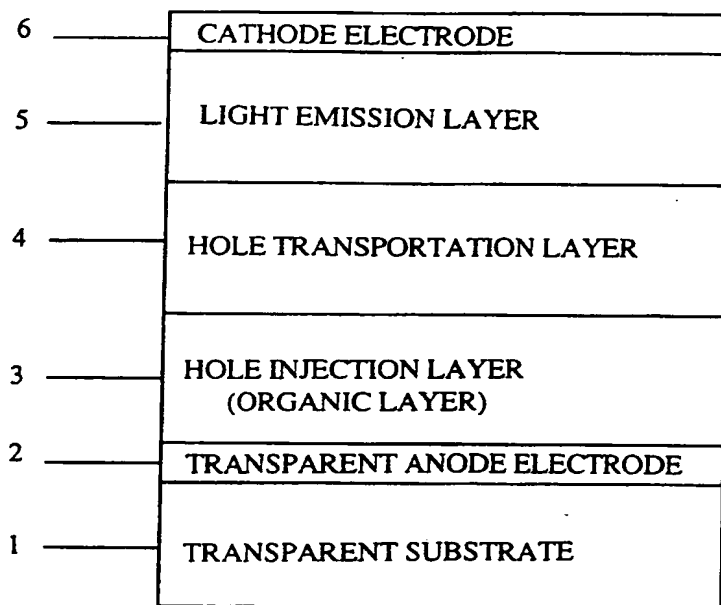 6 CATHODE ELECTRODE
5 LIGHT EMISSION LAYER
4 HOLE TRANSPORTATION LAYER
3 HOLE INJECTION LAYER
(ORGANIC LAYER)
2 TRANSPARENT ANODE ELECTRODE
1 TRANSPARENT SUBSTRATE